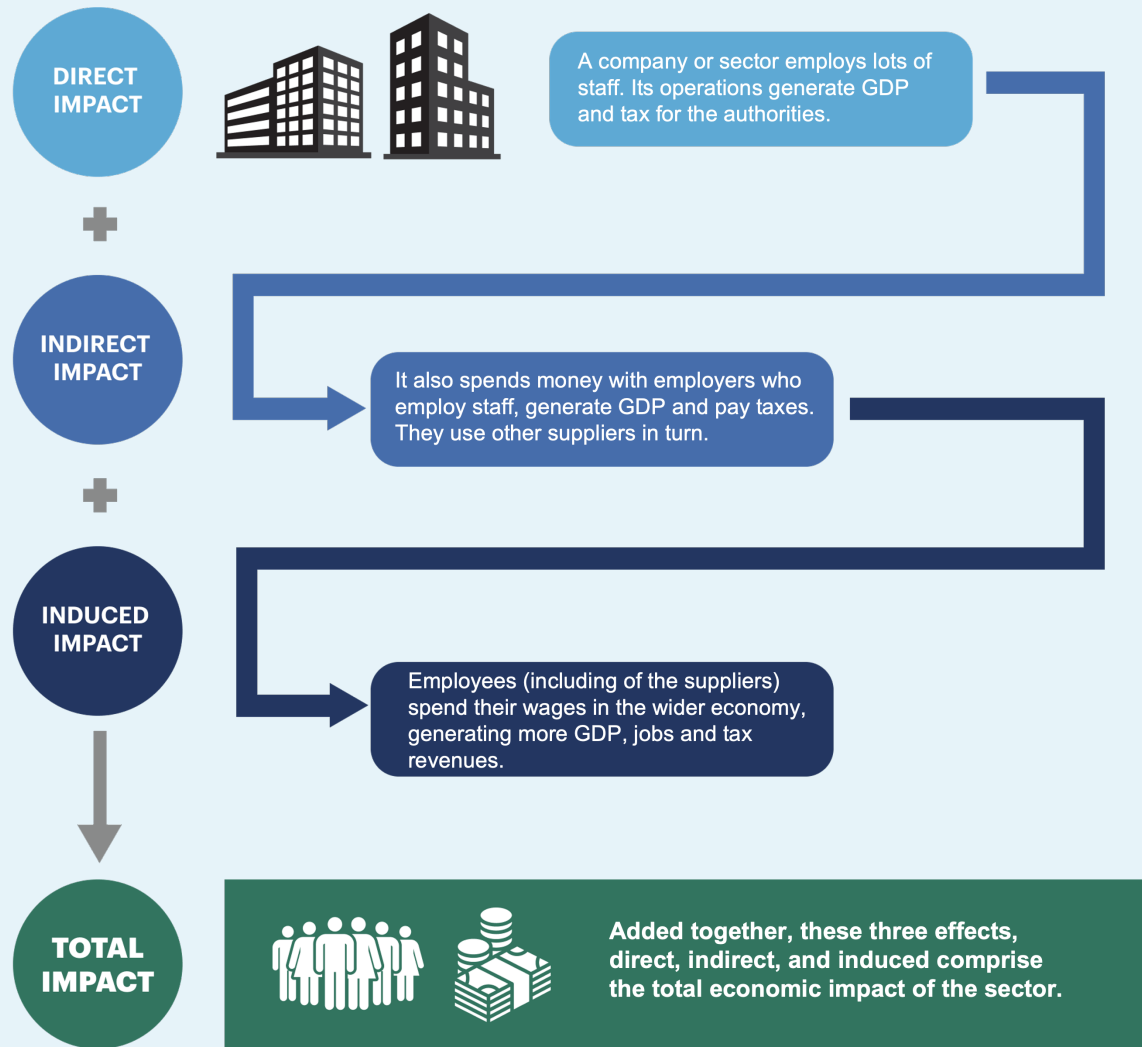 DIRECT
IMPACT
A company or sector employs lots of
staff. Its operations generate GDP
and tax for the authorities.
INDIRECT
IMPACT
It also spends money with employers who
employ staff, generate GDP and pay taxes.
They use other suppliers in turn.
INDUCED
IMPACT
Employees (including of the suppliers)
spend their wages in the wider economy,
generating more GDP, jobs and tax
revenues.
TOTAL
IMPACT
Added together, these three effects,
direct, indirect, and induced comprise
the total economic impact of the sector.